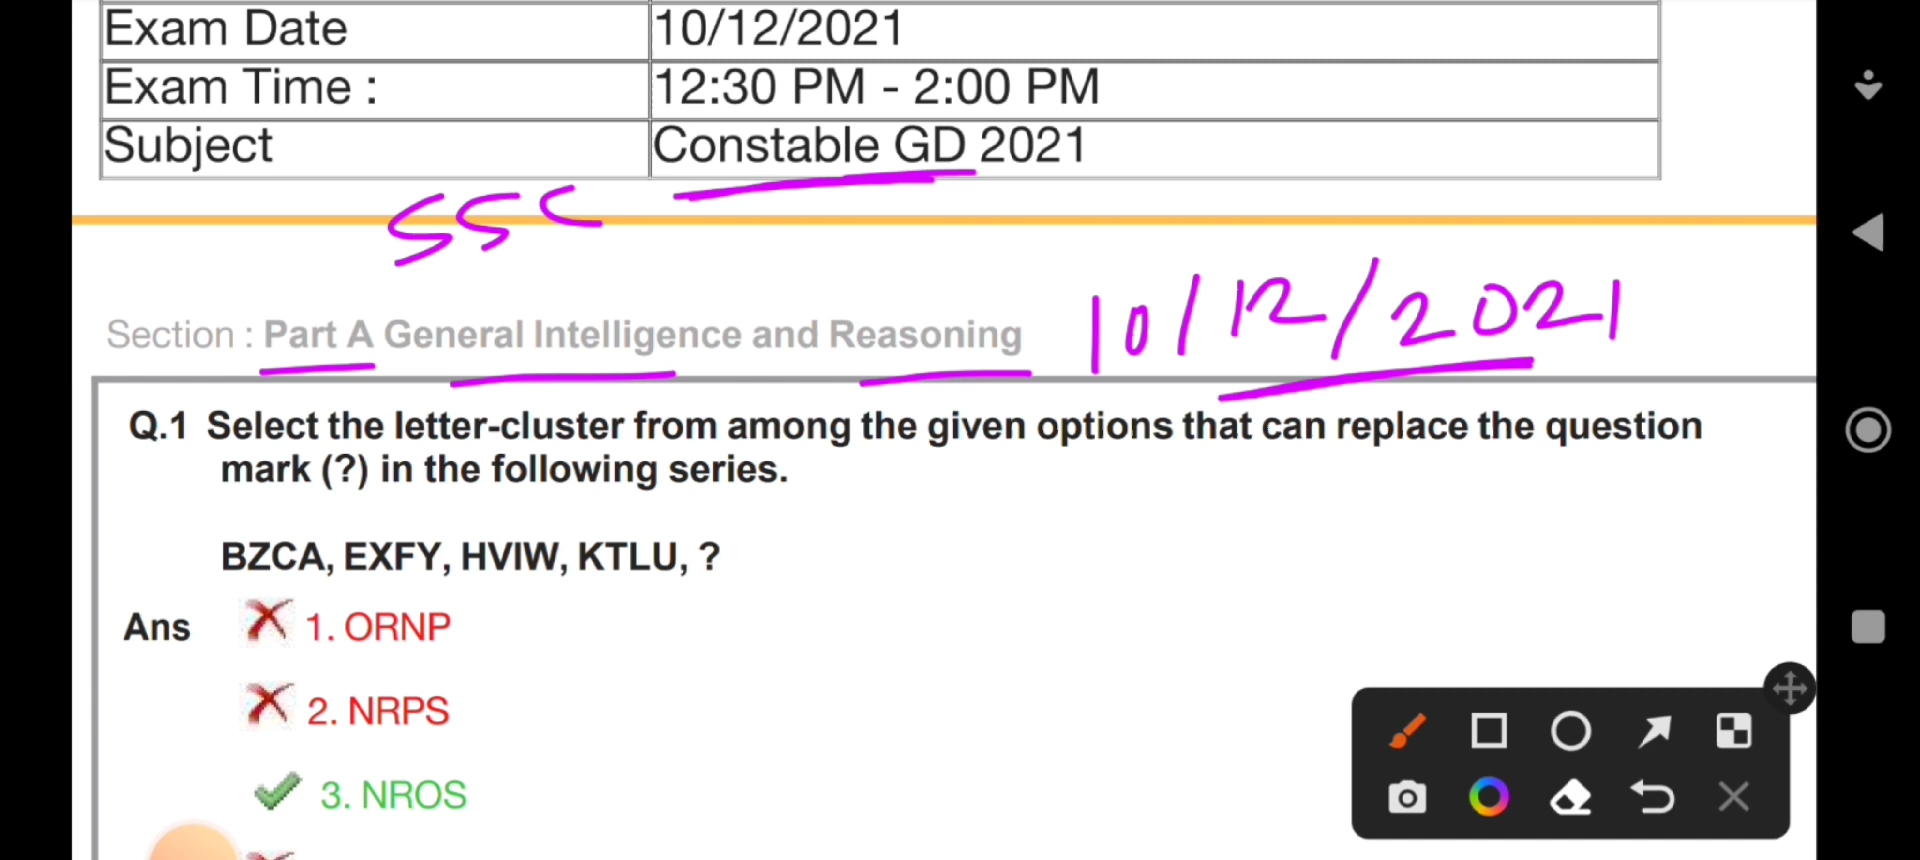 Exam Date 10/12/2021
Exam Time : 12:30 PM - 2:00 PM
Subject Constable GD 2021
SSC
Section : Part A General Intelligence and Reasoning
10/12/2021
Q.1 Select the letter-cluster from among the given options that can replace the question
mark (?) in the following series.
BZCA, EXFY, HVIW, KTLU, ?
Ans 1. ORNP
2. NRPS
3. NROS